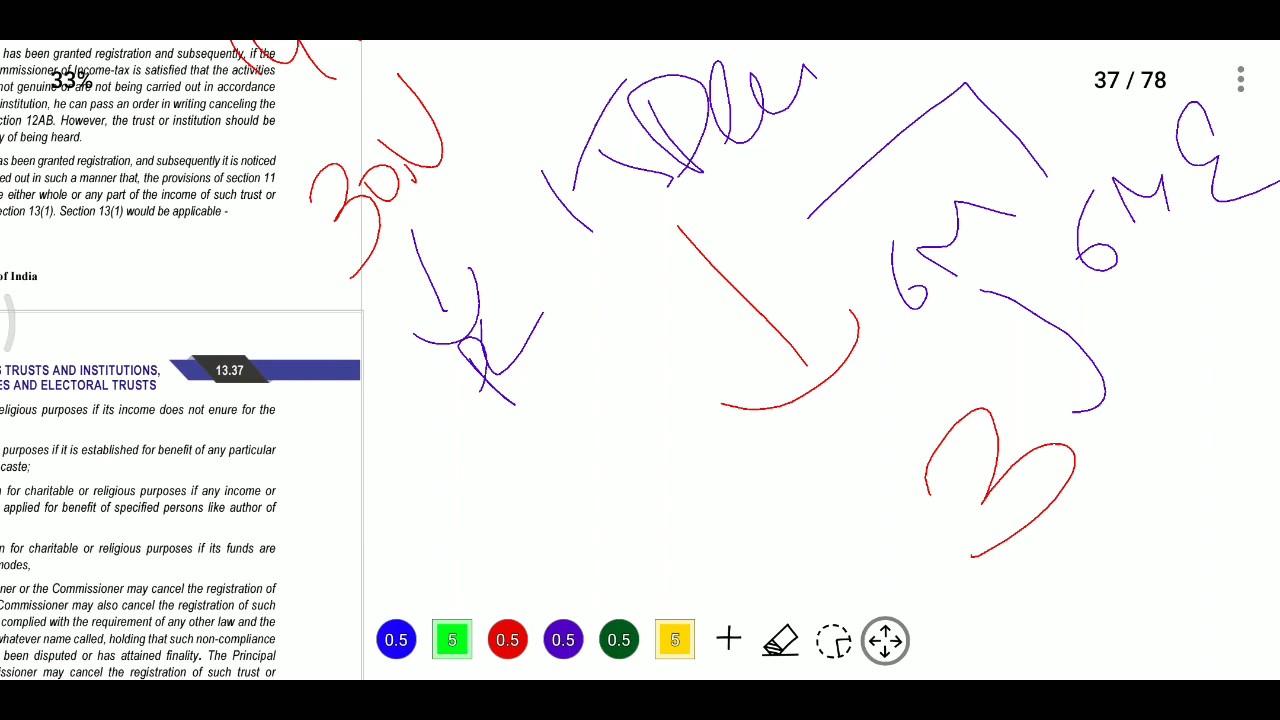 has been granted registration and subsequently, if the
mmissioner of Income-tax is satisfied that the activities
33%
37 / 78
not genuine or are not being carried out in accordance
institution, he can pass an order in writing canceling the
ction 12AB. However, the trust or institution should be
y of being heard.
as been granted registration, and subsequently it is noticed
ed out in such a manner that, the provisions of section 11
e either whole or any part of the income of such trust or
ection 13(1). Section 13(1) would be applicable -
30N
6M
6M
3
of India
S TRUSTS AND INSTITUTIONS,
ES AND ELECTORAL TRUSTS
13.37
eligious purposes if its income does not enure for the
purposes if it is established for benefit of any particular
caste;
n for charitable or religious purposes if any income or
applied for benefit of specified persons like author of
n for charitable or religious purposes if its funds are
modes,
ner or the Commissioner may cancel the registration of
Commissioner may also cancel the registration of such
complied with the requirement of any other law and the
whatever name called, holding that such non-compliance
been disputed or has attained finality. The Principal
issioner may cancel the registration of such trust or
0.5 5 0.5 0.5 0.5 5